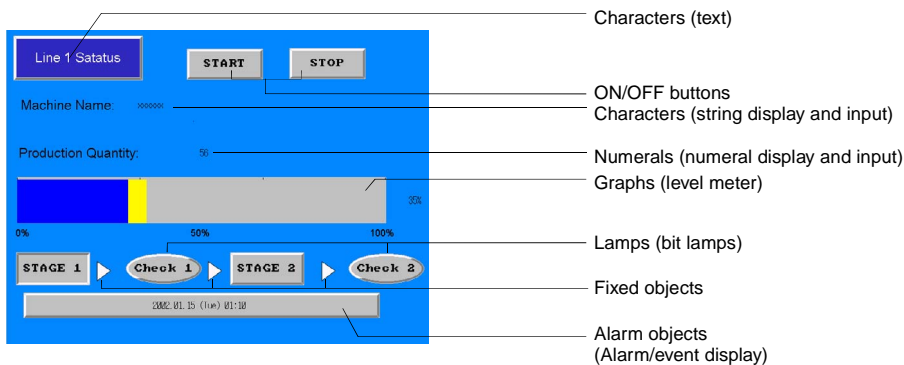 Characters (text)
Line 1 Satatus
START
STOP
ON/OFF buttons
Machine Name: xxxxxx
Characters (string display and input)
Production Quantity: 56
Numerals (numeral display and input)
Graphs (level meter)
35%
0% 50% 100%
Lamps (bit lamps)
STAGE 1
Check 1
STAGE 2
Check 2
Fixed objects
2002.01.15 (Tue) 01:10
Alarm objects
(Alarm/event display)